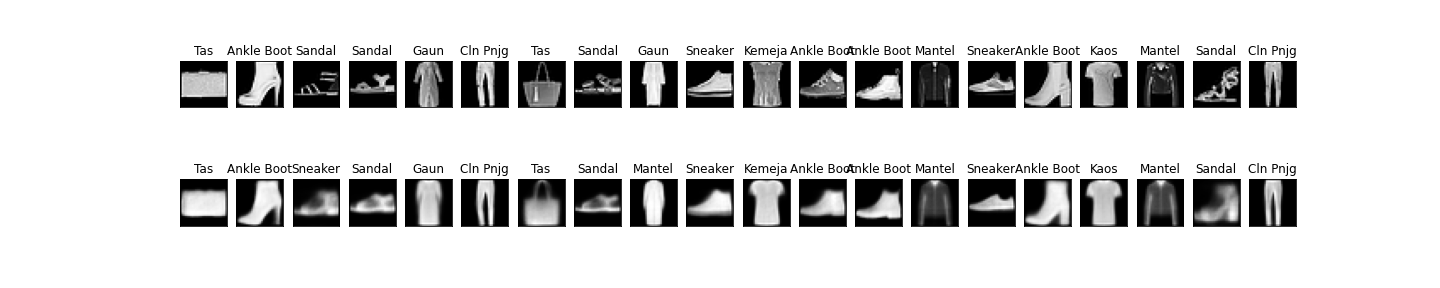 Tas Ankle Boot Sandal Sandal Gaun Cln Pnjg Tas Sandal Gaun Sneaker Kemeja Ankle Boot Ankle Boot Mantel Sneaker Ankle Boot Kaos Mantel Sandal Cln Pnjg
Tas Ankle Boot Sneaker Sandal Gaun Cln Pnjg Tas Sandal Mantel Sneaker Kemeja Ankle Boot Ankle Boot Mantel Sneaker Ankle Boot Kaos Mantel Sandal Cln Pnjg